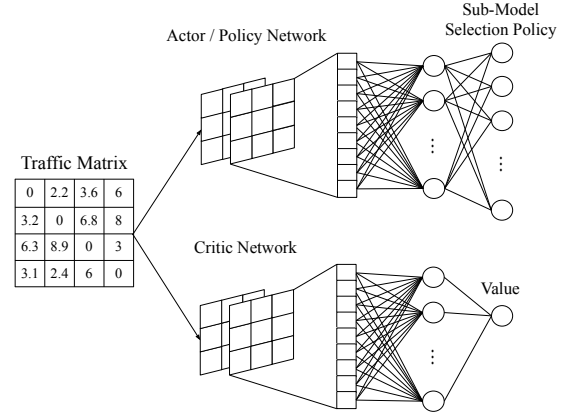 Sub-Model
Selection Policy
Actor / Policy Network
Traffic Matrix
0 2.2 3.6 6
3.2 0 6.8 8
6.3 8.9 0 3
3.1 2.4 6 0
Critic Network
Value